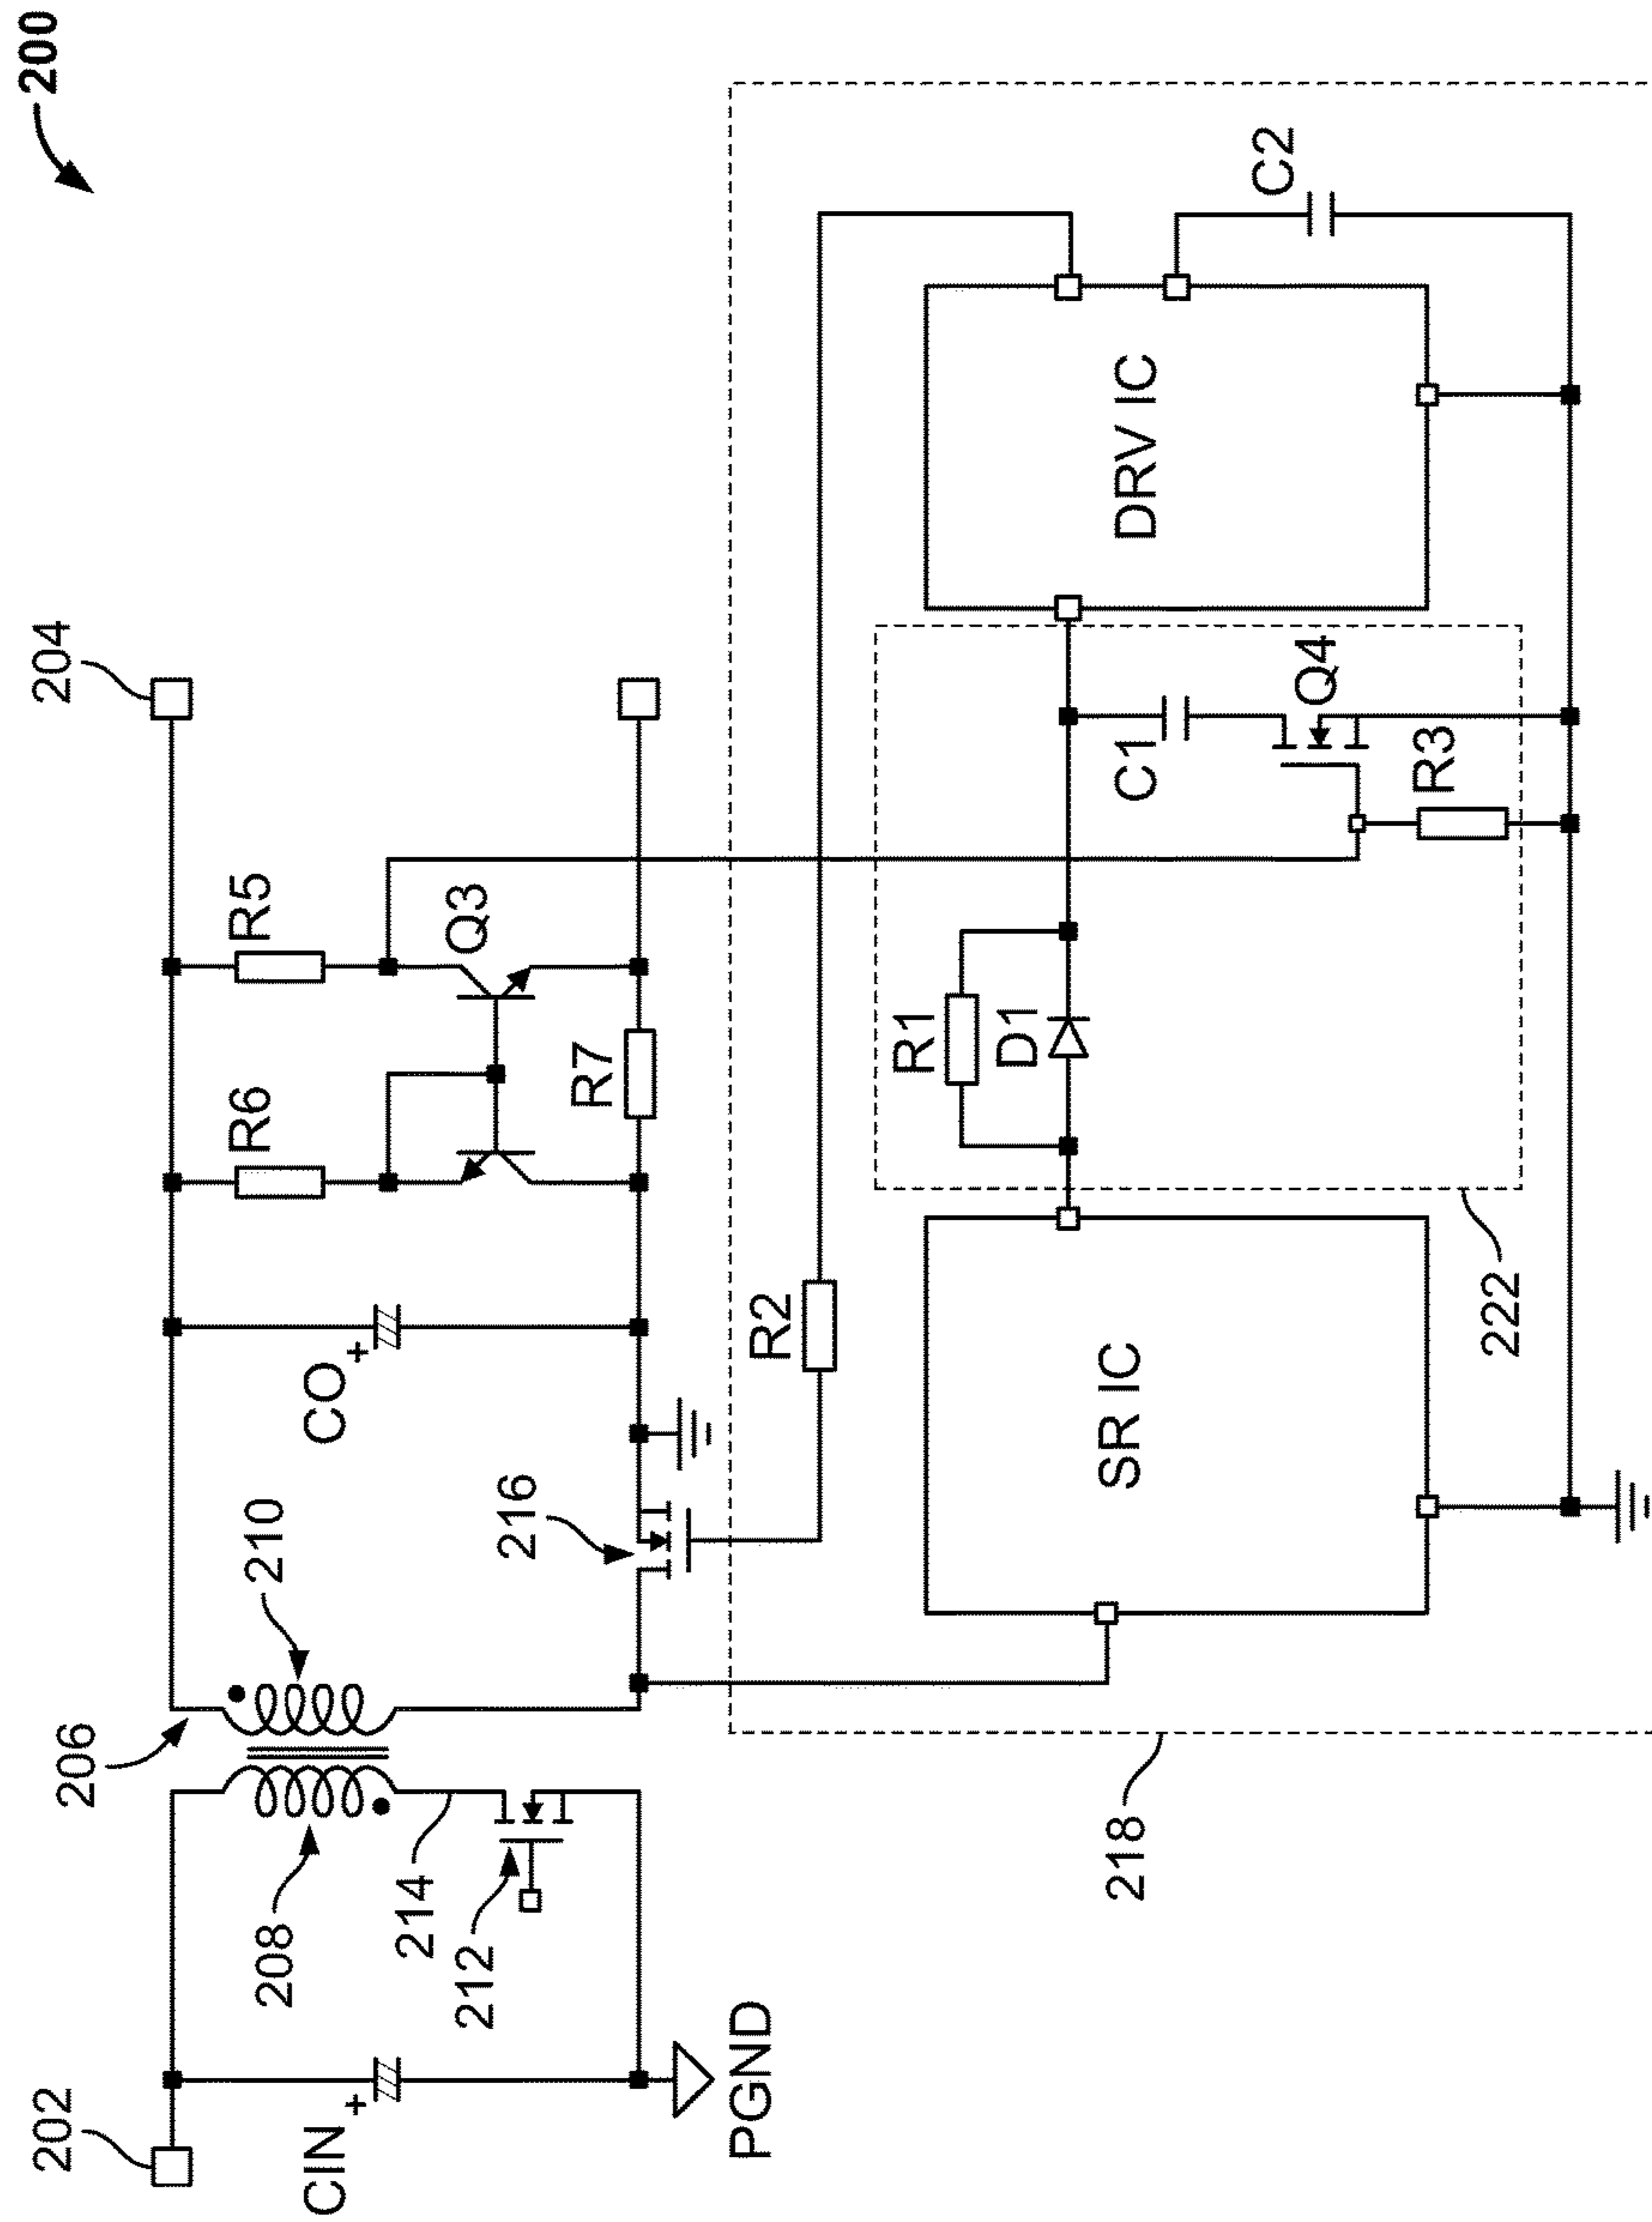 200
202
204
206
210
208
214
212
216
CIN
+
PGND
CO
+
R6
R5
Q3
R7
R2
R1
D1
C1
Q4
R3
C2
SR IC
DRV IC
218
222